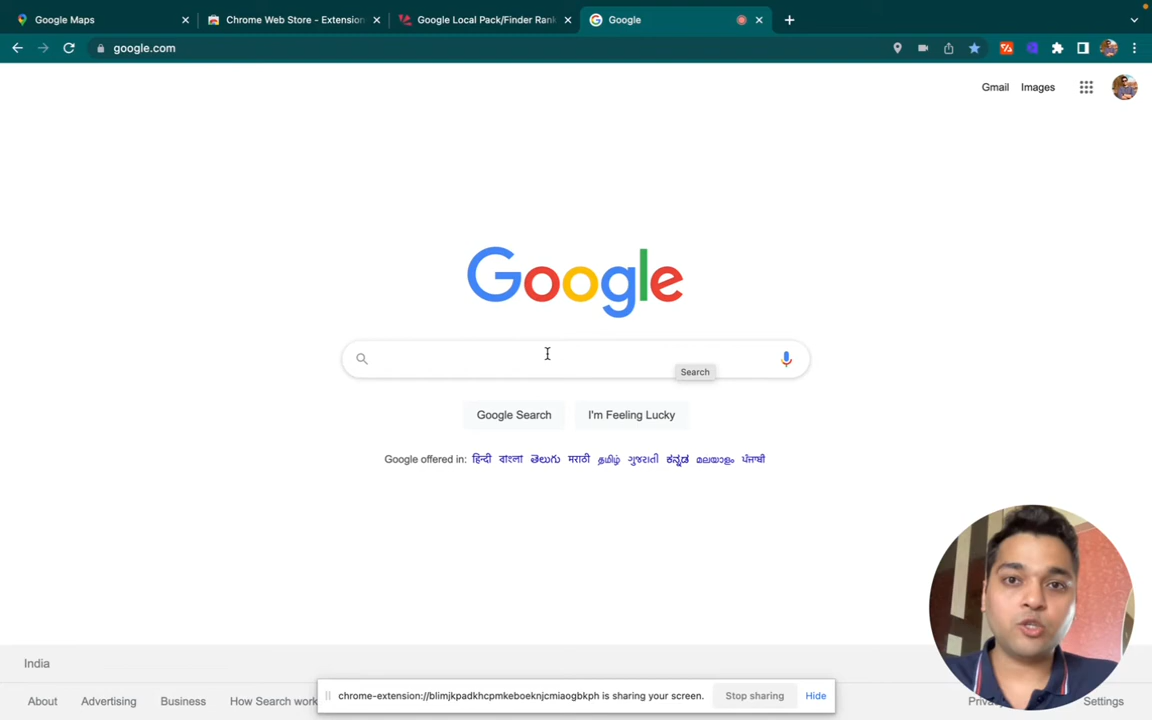 Google Maps
Chrome Web Store - Extension
Google Local Pack/Finder Rank
Google
google.com
Gmail Images
Google
Search
Google Search I'm Feeling Lucky
Google offered in: हिन्दी বাংলা తెలుగు मराठी தமிழ் ગુજરાતી ಕನ್ನಡ മലയാളം ਪੰਜਾਬੀ
India
About Advertising Business How Search work
chrome-extension://blimjkpadkhcpmkeboeknjcmiaogbkph is sharing your screen. Stop sharing Hide
Settings